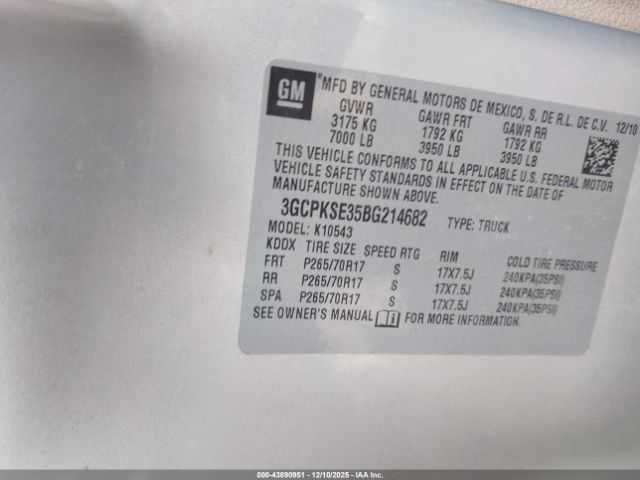 GM
*MFD BY GENERAL MOTORS DE MEXICO, S. DE R.L. DE C.V. 12/10
GVWR GAWR FRT GAWR RR
3175 KG 1792 KG 1792 KG
7000 LB 3950 LB 3950 LB
THIS VEHICLE CONFORMS TO ALL APPLICABLE U.S. FEDERAL MOTOR
VEHICLE SAFETY STANDARDS IN EFFECT ON THE DATE OF
MANUFACTURE SHOWN ABOVE.
3GCPKSE35BG214682 TYPE: TRUCK
MODEL: K10543
KDDX TIRE SIZE SPEED RTG RIM COLD TIRE PRESSURE
FRT P265/70R17 S 17X7.5J 240KPA(35PSI)
RR P265/70R17 S 17X7.5J 240KPA(35PSI)
SPA P265/70R17 S 17X7.5J 240KPA(35PSI)
SEE OWNER'S MANUAL FOR MORE INFORMATION.
000-43890951 - 12/10/2025 - Copyright © 2025 IAA, Inc.